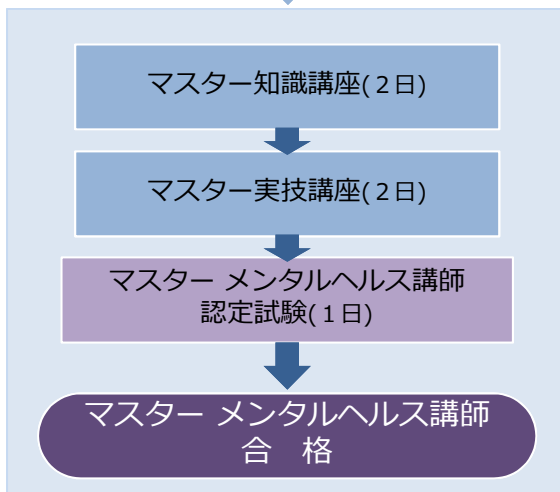 マスター知識講座(２日)
マスター実技講座(２日)
マスター メンタルヘルス講師
認定試験(１日)
マスター メンタルヘルス講師
合　格